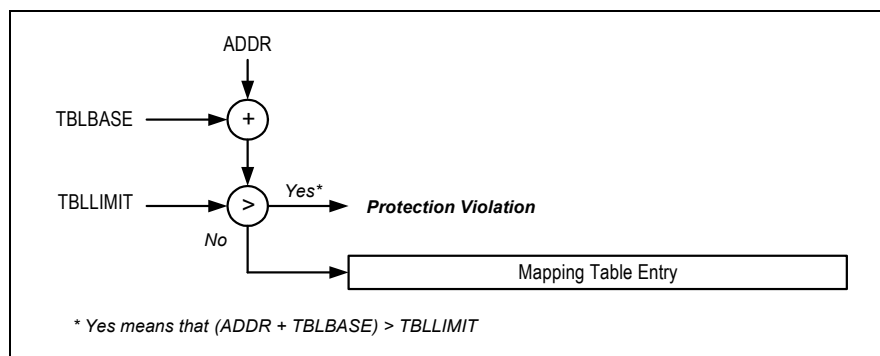 ADDR
TBLBASE
+
TBLLIMIT
>
Yes*
Protection Violation
No
Mapping Table Entry
* Yes means that (ADDR + TBLBASE) > TBLLIMIT